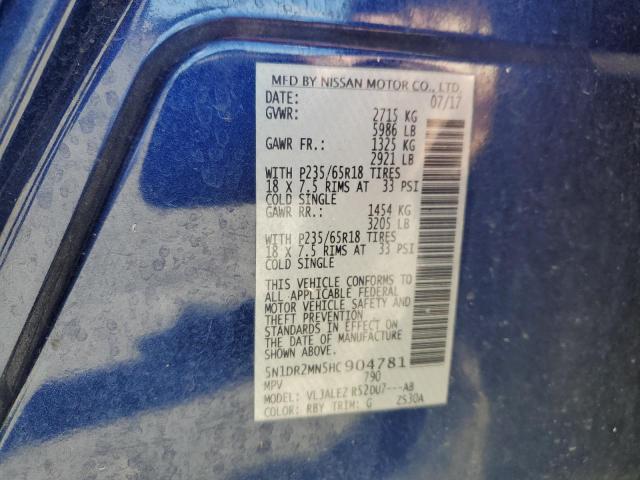 MFD BY NISSAN MOTOR CO., LTD.
DATE: 07/17
GVWR: 2715 KG
5986 LB
GAWR FR.: 1325 KG
2921 LB
WITH P235/65R18 TIRES
18 X 7.5 RIMS AT 33 PSI
COLD SINGLE
GAWR RR.: 1454 KG
3205 LB
WITH P235/65R18 TIRES
18 X 7.5 RIMS AT 33 PSI
COLD SINGLE
THIS VEHICLE CONFORMS TO
ALL APPLICABLE FEDERAL
MOTOR VEHICLE SAFETY AND
THEFT PREVENTION
STANDARDS IN EFFECT ON
THE DATE OF MANUFACTURE
SHOWN ABOVE.
5N1DR2MN5HC904781
MPV 790
MODEL: VLJALEZ R52DU7---AB
COLOR: RBY TRIM: G ZS30A